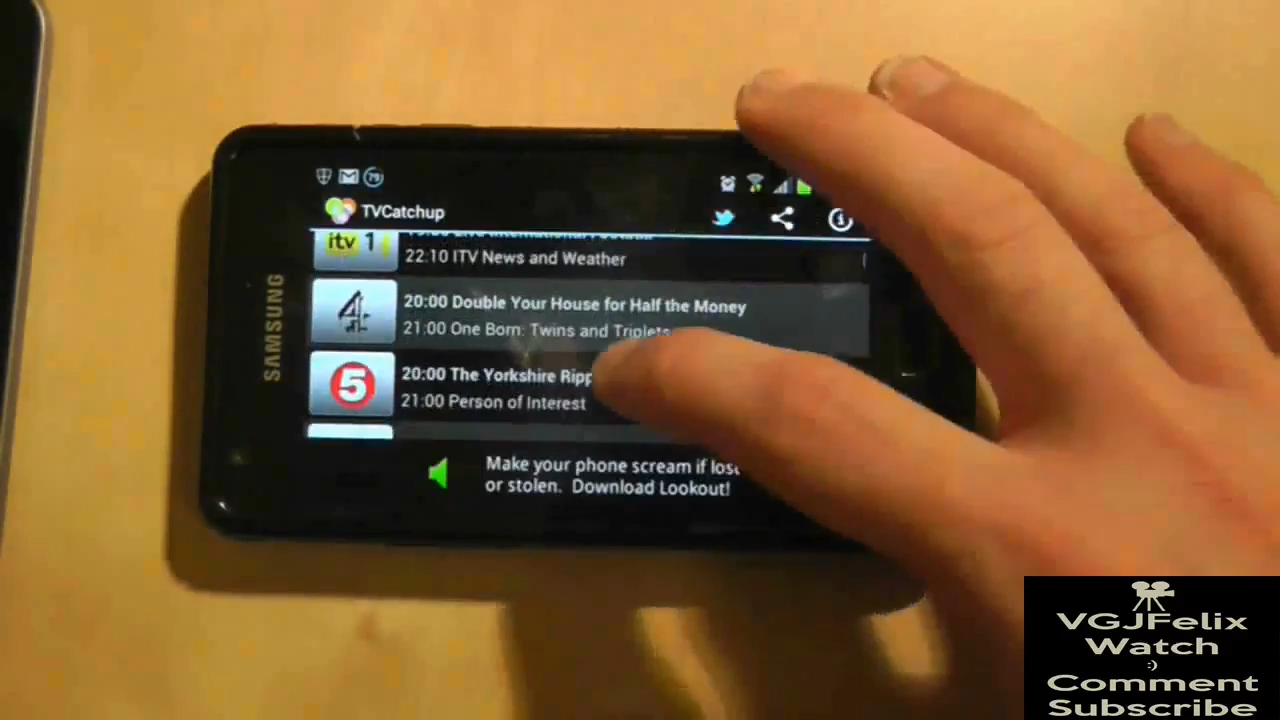 SAMSUNG
79
TVCatchup
itv 1
22:10 ITV News and Weather
4
20:00 Double Your House for Half the Money
21:00 One Born: Twins and Triplets
5
20:00 The Yorkshire Ripp
21:00 Person of Interest
Make your phone scream if lost
or stolen. Download Lookout!
VGJFelix
Watch
:)
Comment
Subscribe